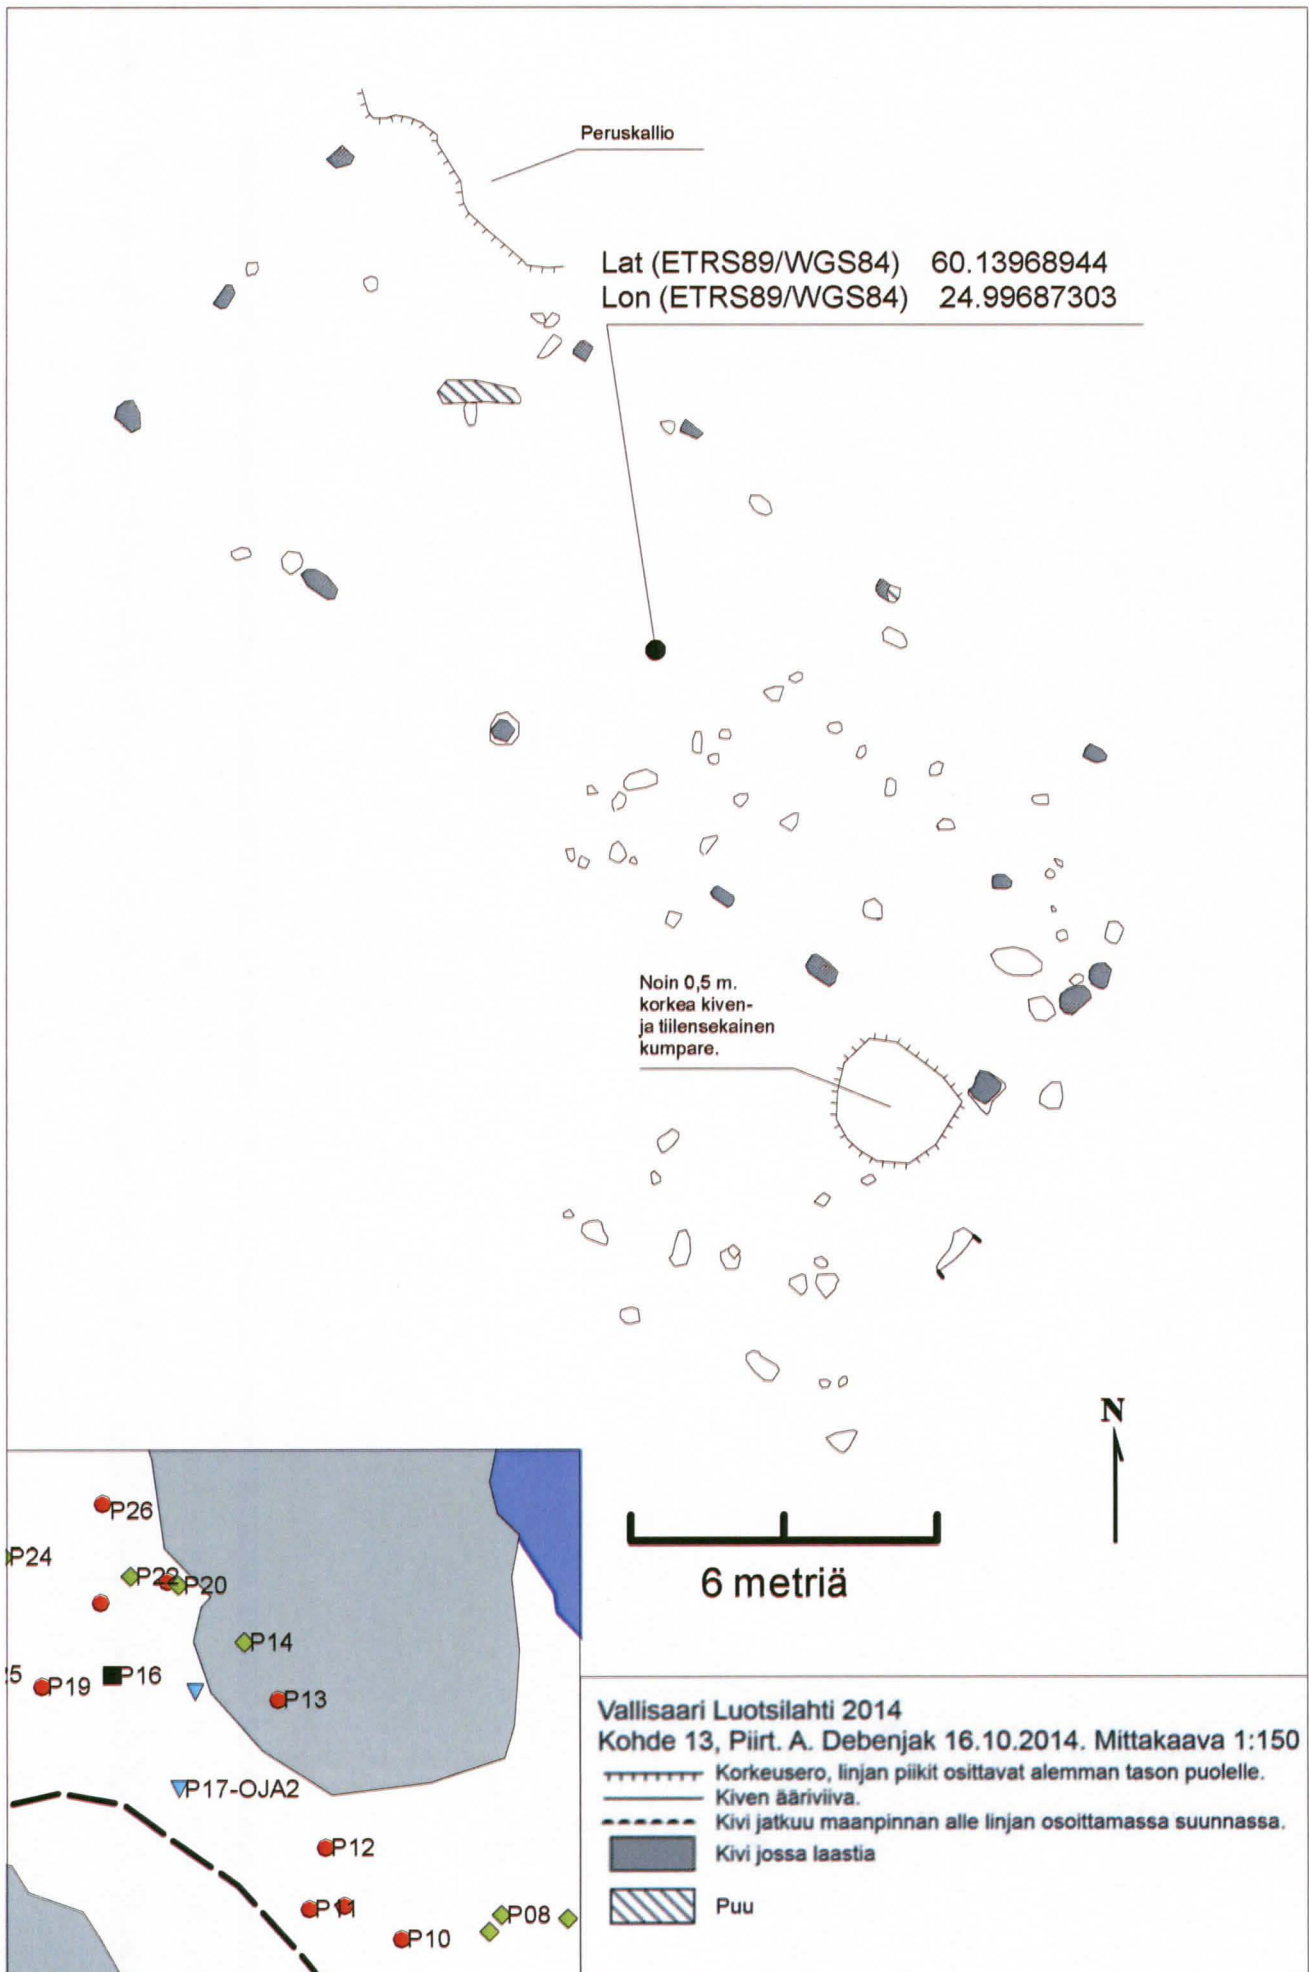 Peruskallio
Lat (ETRS89/WGS84) 60.13968944
Lon (ETRS89/WGS84) 24.99687303
Noin 0,5 m.
korkea kiven-
ja tiilensekainen
kumpare.
N
6 metriä
P26
P24
P22
P20
P14
P16
P19
P13
P17-OJA2
P12
P11
P10
P08
Vallisaari Luotsilahti 2014
Kohde 13, Piirt. A. Debenjak 16.10.2014. Mittakaava 1:150
Korkeusero, linjan piikit osittavat alemman tason puolelle.
Kiven ääriviiva.
Kivi jatkuu maanpinnan alle linjan osoittamassa suunnassa.
Kivi jossa laastia
Puu